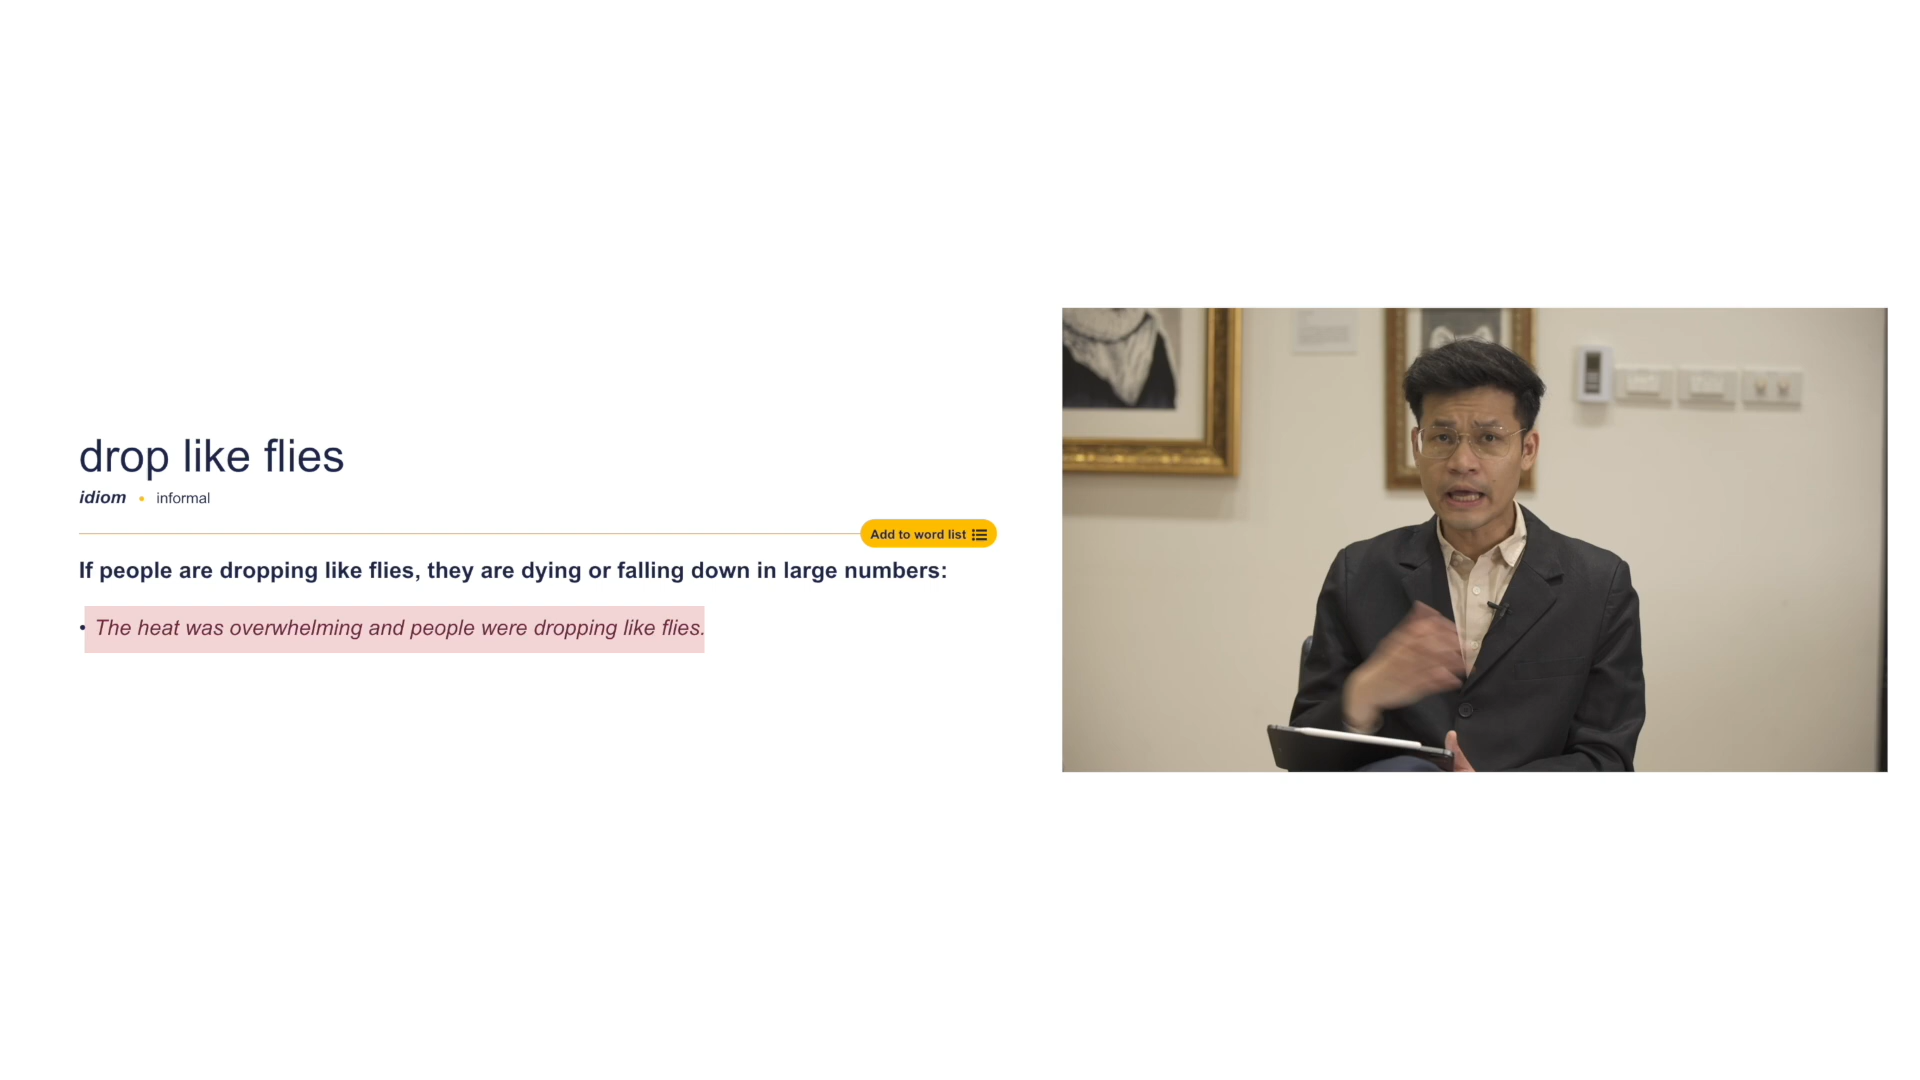 drop like flies
idiom • informal
Add to word list
If people are dropping like flies, they are dying or falling down in large numbers:
• The heat was overwhelming and people were dropping like flies.